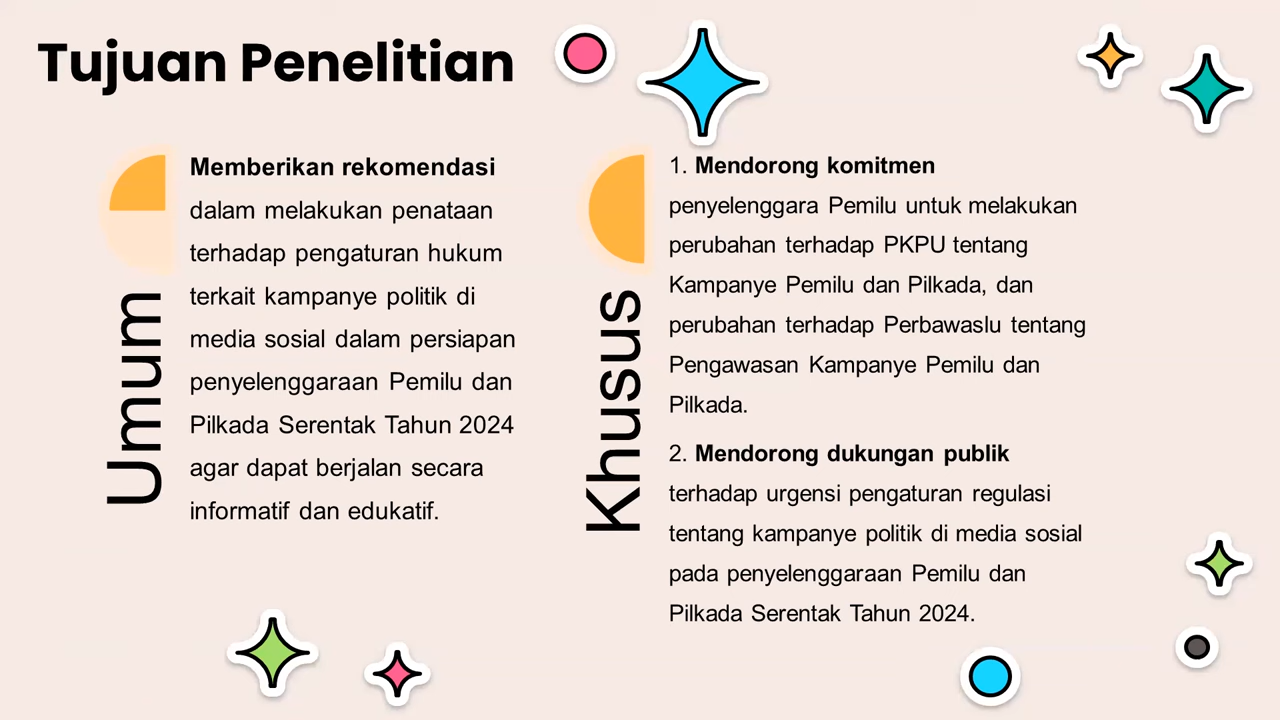 Tujuan Penelitian
Umum
Memberikan rekomendasi
dalam melakukan penataan
terhadap pengaturan hukum
terkait kampanye politik di
media sosial dalam persiapan
penyelenggaraan Pemilu dan
Pilkada Serentak Tahun 2024
agar dapat berjalan secara
informatif dan edukatif.
Khusus
1. Mendorong komitmen
penyelenggara Pemilu untuk melakukan
perubahan terhadap PKPU tentang
Kampanye Pemilu dan Pilkada, dan
perubahan terhadap Perbawaslu tentang
Pengawasan Kampanye Pemilu dan
Pilkada.
2. Mendorong dukungan publik
terhadap urgensi pengaturan regulasi
tentang kampanye politik di media sosial
pada penyelenggaraan Pemilu dan
Pilkada Serentak Tahun 2024.